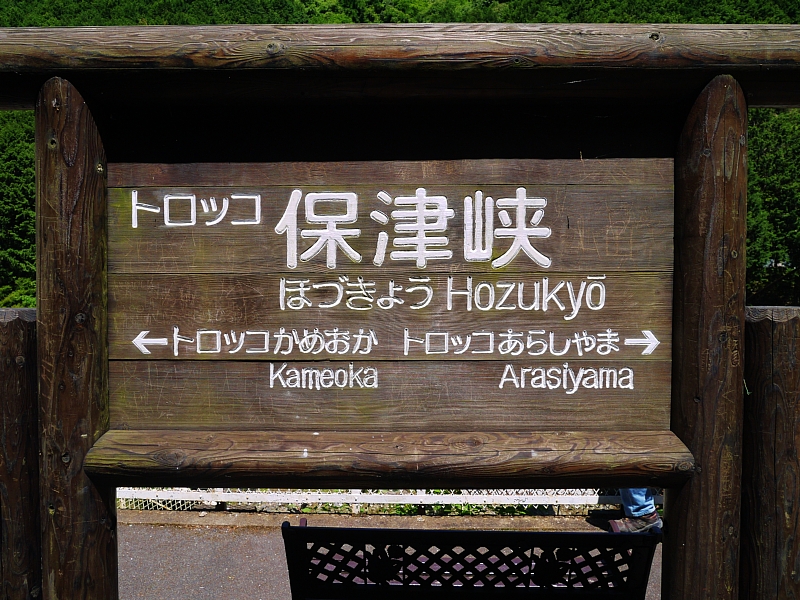 トロッコ 保津峡
ほづきょう Hozukyō
←トロッコかめおか トロッコあらしやま→
Kameoka Arasiyama